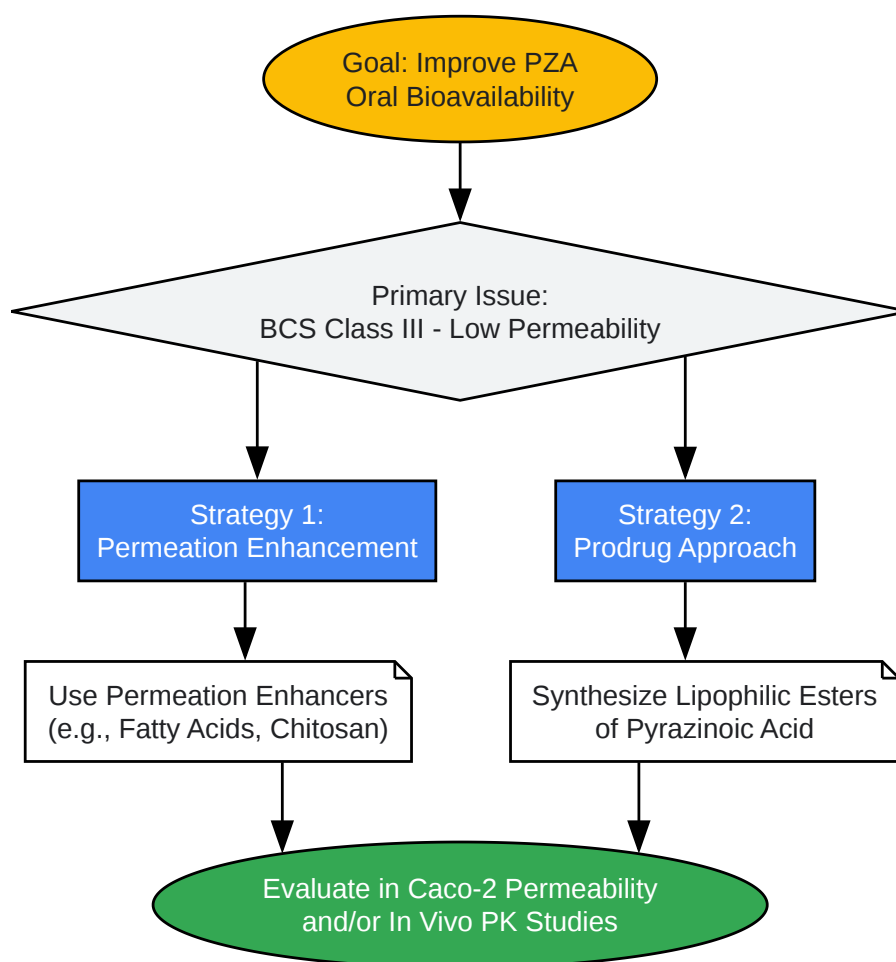 Goal: Improve PZA
Oral Bioavailability
Primary Issue:
BCS Class III - Low Permeability
Strategy 1:
Permeation Enhancement
Strategy 2:
Prodrug Approach
Use Permeation Enhancers
(e.g., Fatty Acids, Chitosan)
Synthesize Lipophilic Esters
of Pyrazinoic Acid
Evaluate in Caco-2 Permeability
and/or In Vivo PK Studies